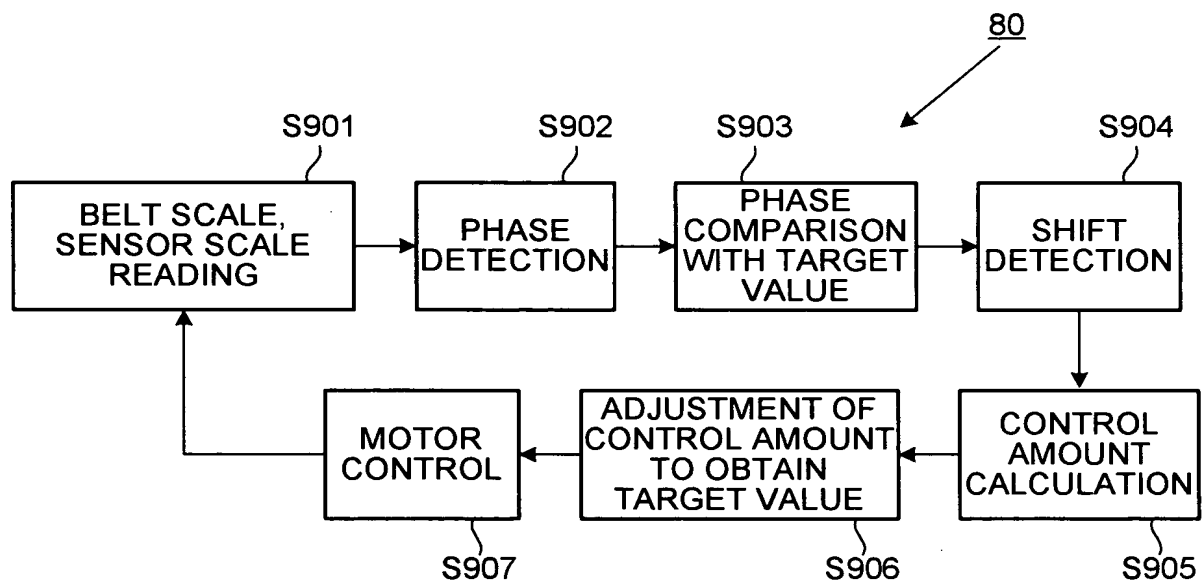 80
S901
S902
S903
S904
BELT SCALE,
SENSOR SCALE
READING
PHASE
DETECTION
PHASE
COMPARISON
WITH TARGET
VALUE
SHIFT
DETECTION
MOTOR
CONTROL
ADJUSTMENT OF
CONTROL AMOUNT
TO OBTAIN
TARGET VALUE
CONTROL
AMOUNT
CALCULATION
S907
S906
S905